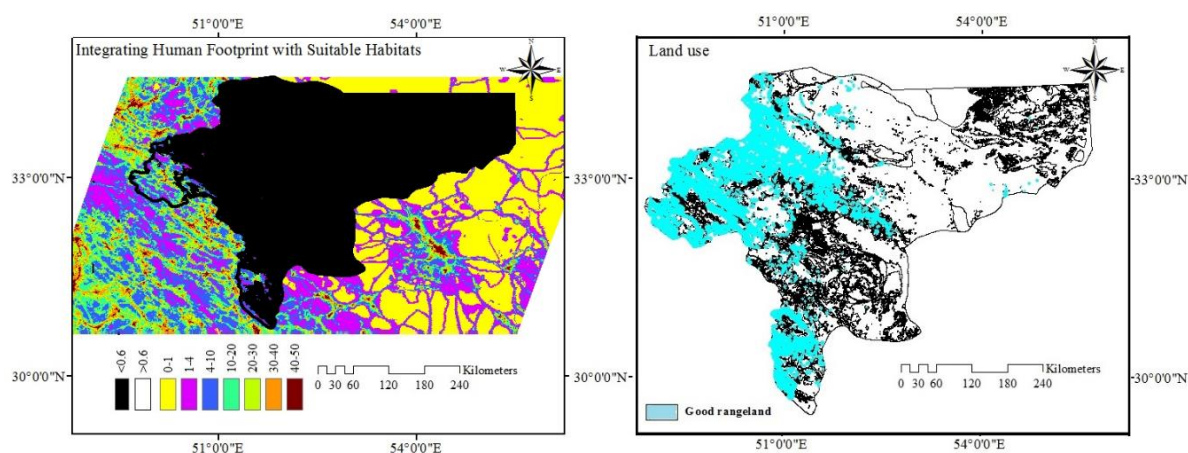 51°0'0"E 54°0'0"E
Integrating Human Footprint with Suitable Habitats
N
W E
S
33°0'0"N
30°0'0"N
<0.6
>0.6
0-1
1-4
4-10
10-20
20-30
30-40
40-50
Kilometers
0 30 60 120 180 240
51°0'0"E 54°0'0"E
51°0'0"E 54°0'0"E
Land use
N
W E
S
33°0'0"N 33°0'0"N
30°0'0"N 30°0'0"N
Kilometers
0 30 60 120 180 240
Good rangeland
51°0'0"E 54°0'0"E